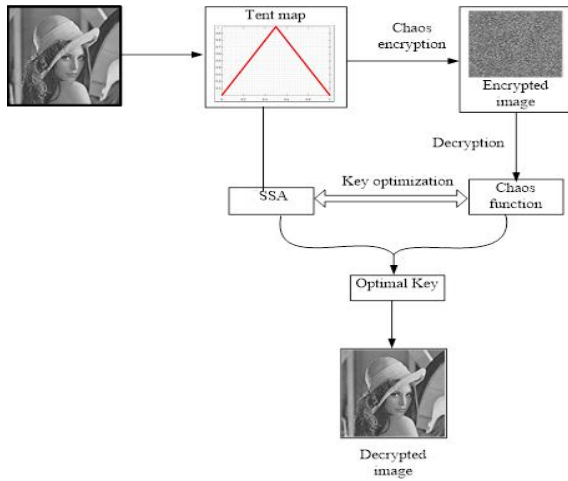 Tent map
Chaos
encryption
Encrypted
image
Decryption
Key optimization
SSA
Chaos
function
Optimal Key
Decrypted
image